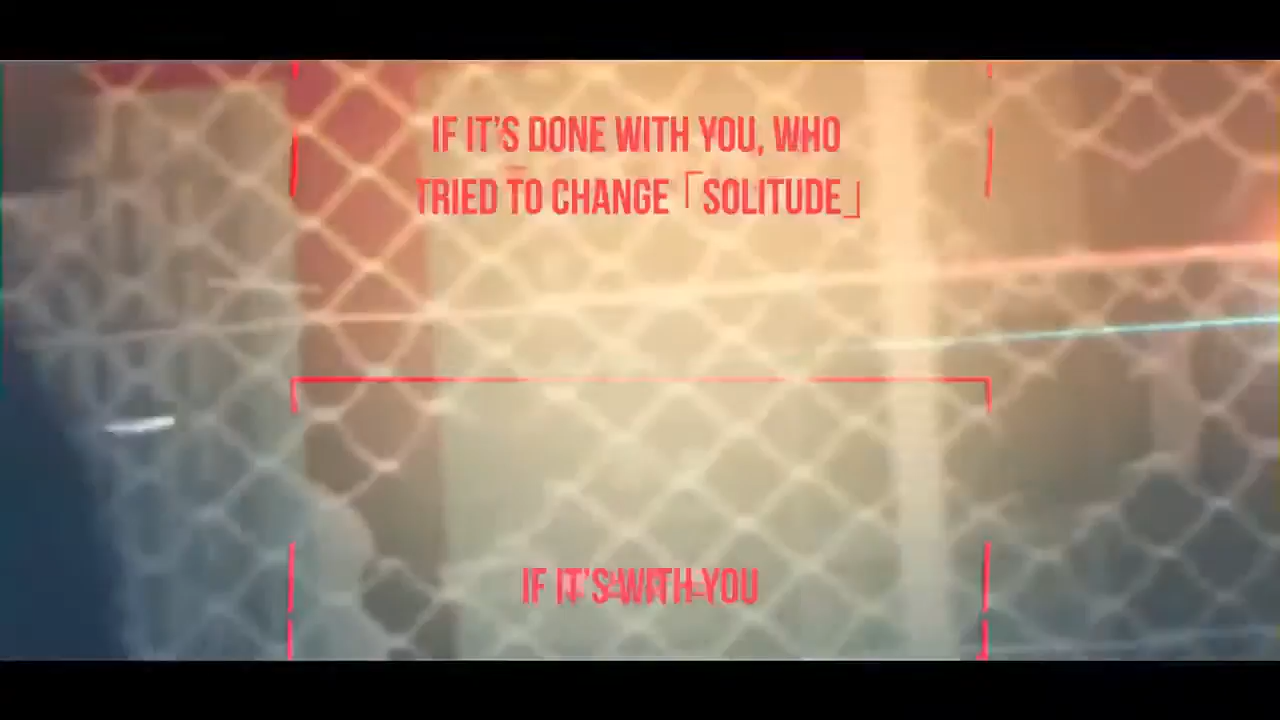 IF IT'S DONE WITH YOU, WHO
TRIED TO CHANGE「SOLITUDE」
IF IT'S WITH YOU